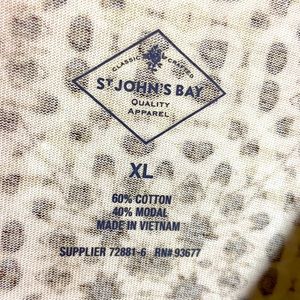 CLASSIC CRAFTED
ST JOHN'S BAY
QUALITY
APPAREL
XL
60% COTTON
40% MODAL
MADE IN VIETNAM
SUPPLIER 72881-6 RN# 93677